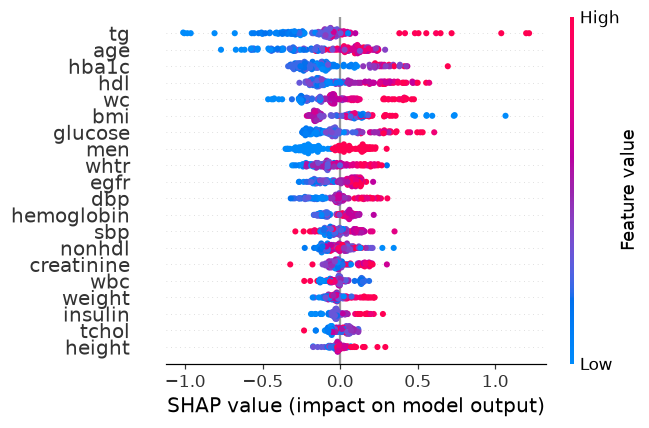 High
tg
age
hba1c
hdl
wc
bmi
glucose
men
whtr
egfr
dbp
hemoglobin
sbp
nonhdl
creatinine
wbc
weight
insulin
tchol
height
Feature value
Low
−1.0 −0.5 0.0 0.5 1.0
SHAP value (impact on model output)